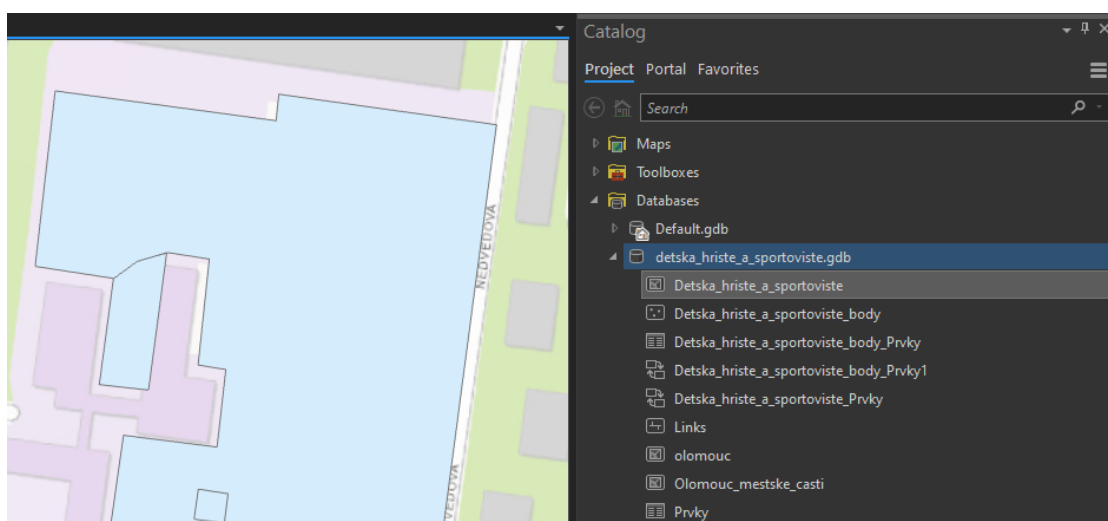 Catalog
Project Portal Favorites
Search
Maps
Toolboxes
Databases
Default.gdb
detska_hriste_a_sportoviste.gdb
Detska_hriste_a_sportoviste
Detska_hriste_a_sportoviste_body
Detska_hriste_a_sportoviste_body_Prvky
Detska_hriste_a_sportoviste_body_Prvky1
Detska_hriste_a_sportoviste_Prvky
Links
olomouc
Olomouc_mestske_casti
Prvky
NEDVĚDOVA
VĚDOVA